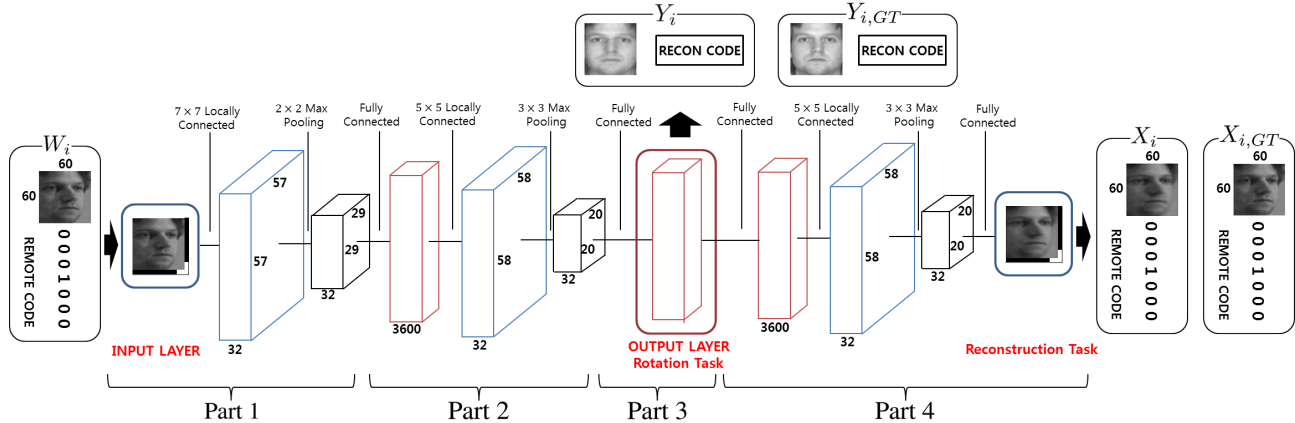 Y_i
RECON CODE
Y_{i,GT}
RECON CODE
7 × 7 Locally
Connected
2 × 2 Max
Pooling
Fully
Connected
5 × 5 Locally
Connected
3 × 3 Max
Pooling
Fully
Connected
Fully
Connected
5 × 5 Locally
Connected
3 × 3 Max
Pooling
Fully
Connected
W_i
60
60
REMOTE CODE
0 0 0 1 0 0 0
INPUT LAYER
57
57
32
29
29
32
3600
58
58
32
20
20
32
OUTPUT LAYER
Rotation Task
3600
58
58
32
20
20
32
Reconstruction Task
X_i
60
60
REMOTE CODE
0 0 0 1 0 0 0
X_{i,GT}
60
60
REMOTE CODE
0 0 0 1 0 0 0
Part 1
Part 2
Part 3
Part 4